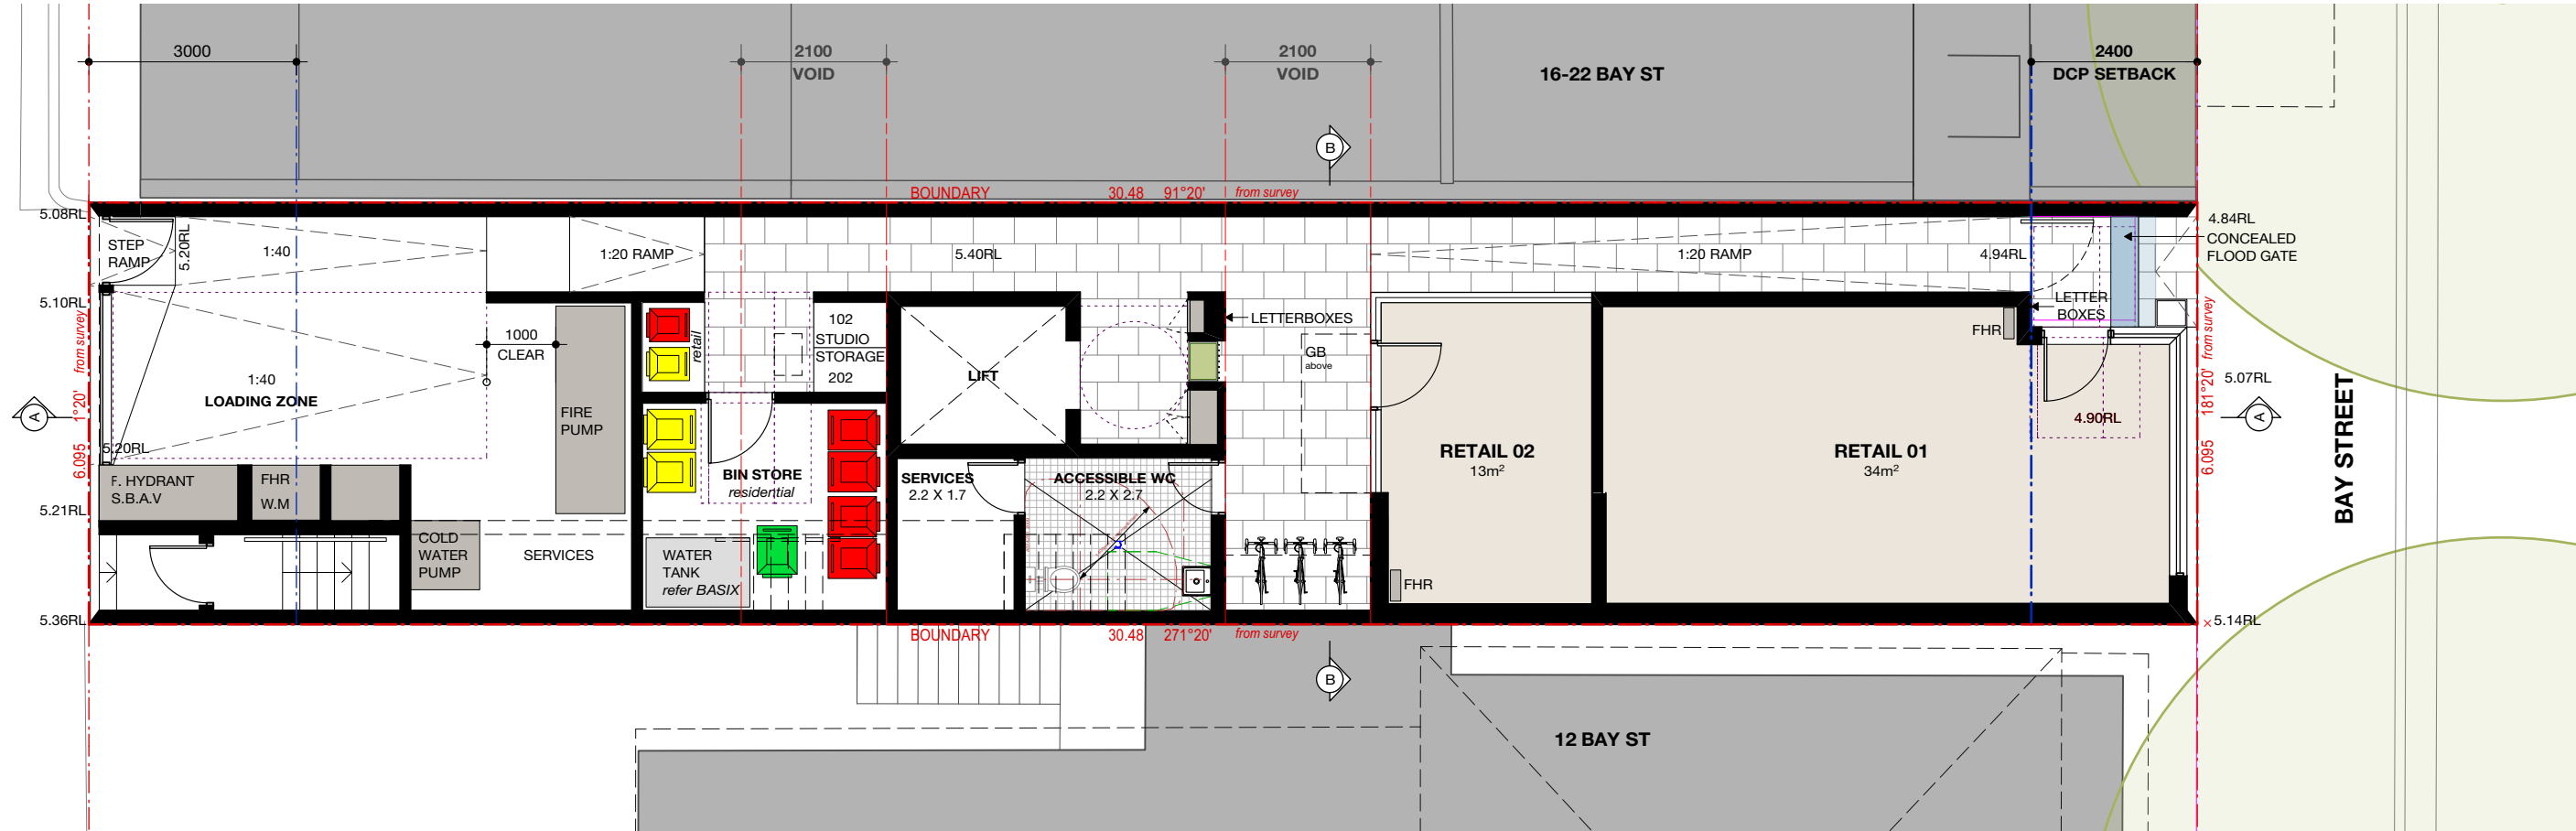 3000
2100
VOID
2100
VOID
16-22 BAY ST
2400
DCP SETBACK
B
BOUNDARY 30.48 91°20' from survey
5.08RL
STEP
RAMP
5.20RL
1:40
1:20 RAMP
5.40RL
1:20 RAMP
4.94RL
4.84RL
CONCEALED
FLOOD GATE
5.10RL
1000
CLEAR
retail
102
STUDIO
STORAGE
202
LETTERBOXES
GB
above
FHR
LETTER
BOXES
LIFT
1:40
LOADING ZONE
FIRE
PUMP
A
6.095 1°20' from survey
5.20RL
F. HYDRANT
S.B.A.V
FHR
W.M
BIN STORE
residential
SERVICES
2.2 X 1.7
ACCESSIBLE WC
2.2 X 2.7
RETAIL 02
13m²
RETAIL 01
34m²
4.90RL
5.07RL
A
6.095 181°20' from survey
BAY STREET
5.21RL
COLD
WATER
PUMP
SERVICES
WATER
TANK
refer BASIX
FHR
5.36RL
5.14RL
BOUNDARY 30.48 271°20' from survey
B
12 BAY ST